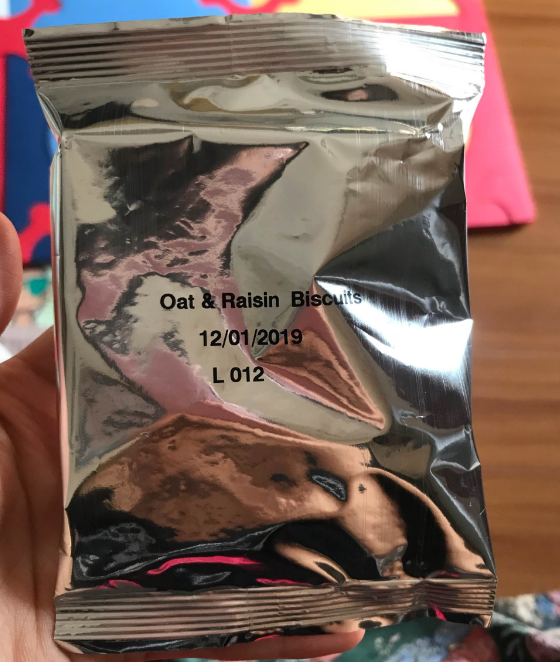 Oat & Raisin Biscuits
12/01/2019
L 012